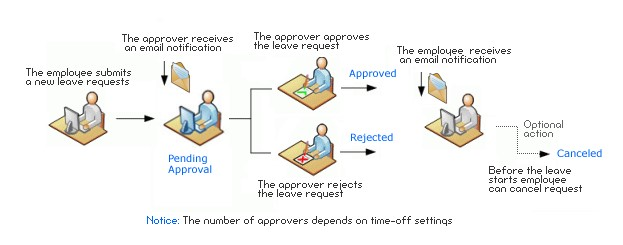 The employee submits
a new leave requests
The approver receives
an email notification
Pending
Approval
The approver approves
the leave request
Approved
Rejected
The approver rejects
the leave request
The employee receives
an email notification
Optional
action
Canceled
Before the leave
starts employee
can cancel request
Notice: The number of approvers depends on time-off settings